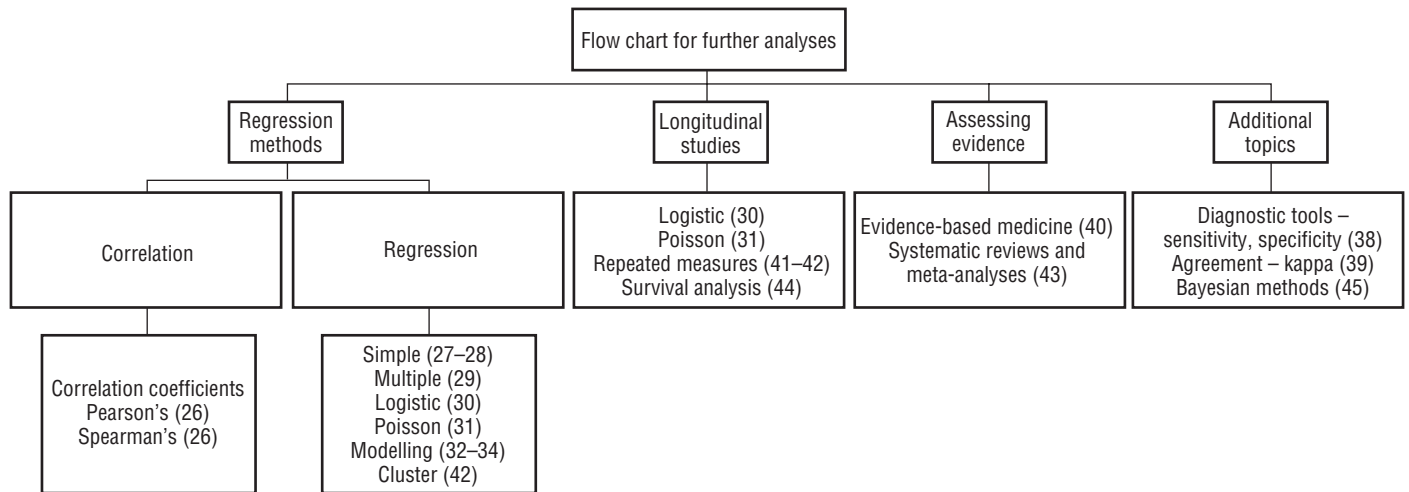 Flow chart for further analyses
Regression
methods
Longitudinal
studies
Assessing
evidence
Additional
topics
Correlation
Regression
Logistic (30)
Poisson (31)
Repeated measures (41–42)
Survival analysis (44)
Evidence-based medicine (40)
Systematic reviews and
meta-analyses (43)
Diagnostic tools –
sensitivity, specificity (38)
Agreement – kappa (39)
Bayesian methods (45)
Correlation coefficients
Pearson's (26)
Spearman's (26)
Simple (27–28)
Multiple (29)
Logistic (30)
Poisson (31)
Modelling (32–34)
Cluster (42)